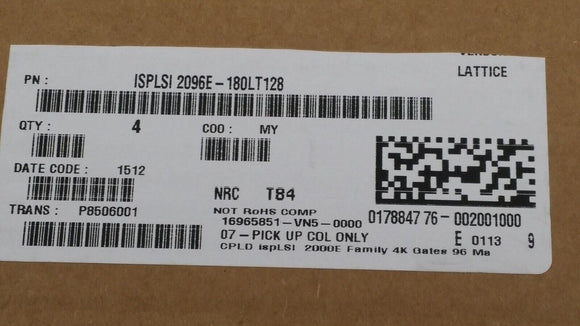 LATTICE
PN : ISPLSI 2096E-180LT128
QTY : 4 COO : MY
DATE CODE : 1512
NRC T84
TRANS : P8506001
NOT RoHS COMP
16965851-VN5-0000
017884776-002001000
07-PICK UP COL ONLY
E 0113 9
CPLD ispLSI 2000E Family 4K Gates 96 Ma